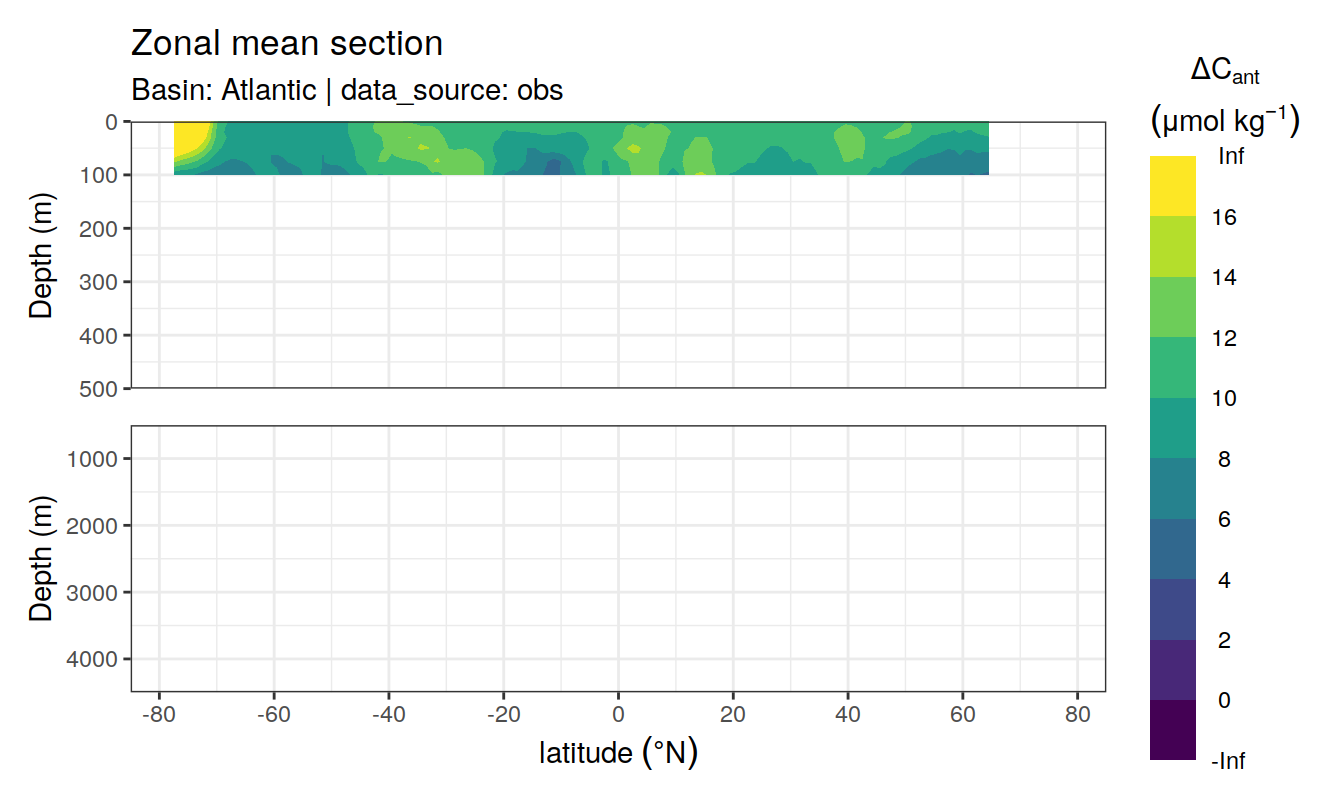 Zonal mean section
Basin: Atlantic | data_source: obs
ΔCant
(μmol kg⁻¹)
Inf
16
14
12
10
8
6
4
2
0
-Inf
Depth (m)
0
100
200
300
400
500
Depth (m)
1000
2000
3000
4000
-80 -60 -40 -20 0 20 40 60 80
latitude (°N)